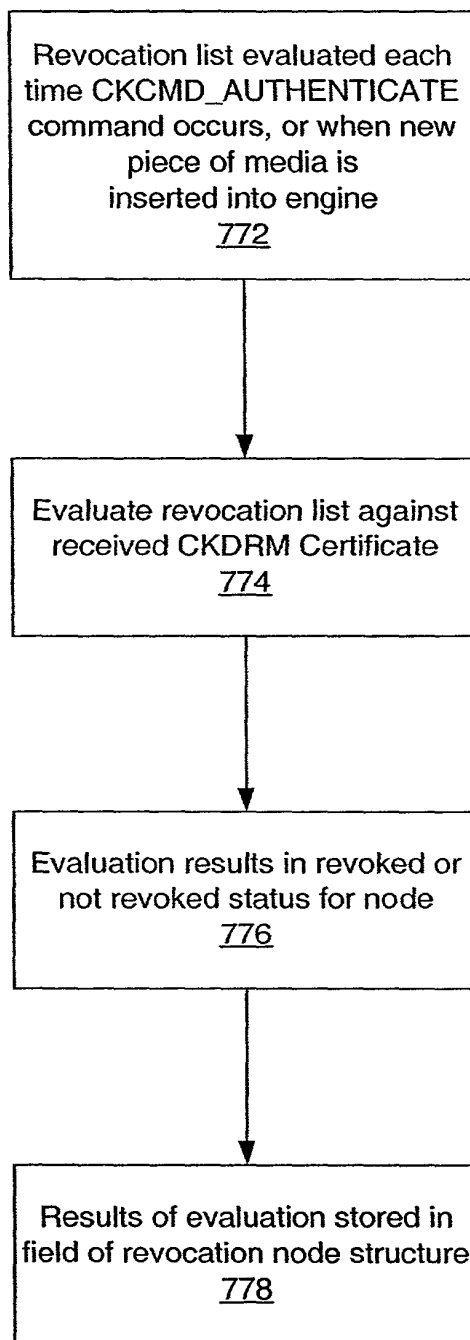 Revocation list evaluated each
time CKCMD_AUTHENTICATE
command occurs, or when new
piece of media is
inserted into engine
772
Evaluate revocation list against
received CKDRM Certificate
774
Evaluation results in revoked or
not revoked status for node
776
Results of evaluation stored in
field of revocation node structure
778